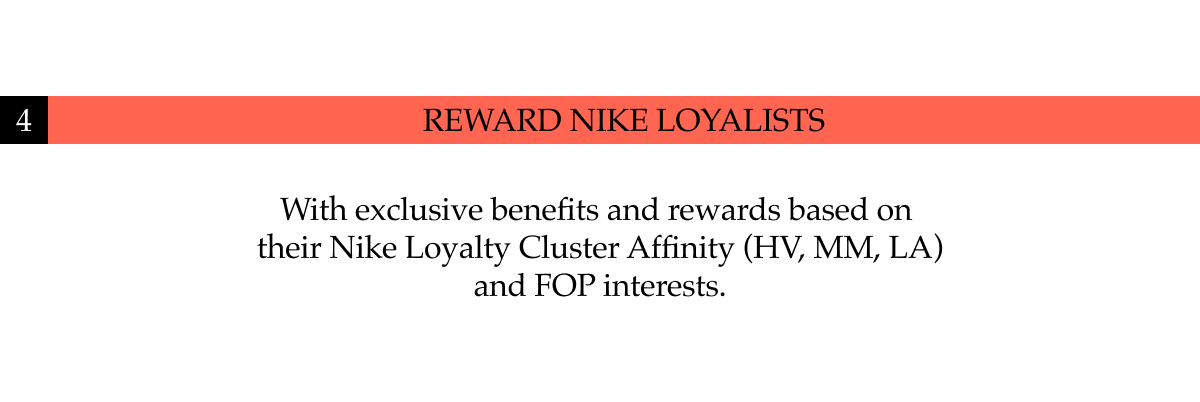 4
REWARD NIKE LOYALISTS
With exclusive benefits and rewards based on
their Nike Loyalty Cluster Affinity (HV, MM, LA)
and FOP interests.